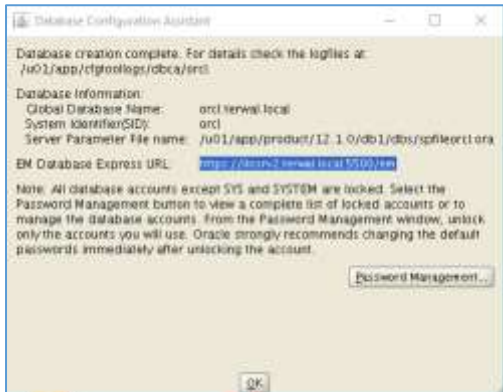 Database Configuration Assistant
Database creation complete. For details check the logfiles at:
/u01/app/cfgtoollogs/dbca/orcl.
Database Information:
Global Database Name: orcl.terwal.local
System Identifier(SID): orcl
Server Parameter File name: /u01/app/product/12.1.0/db1/dbs/spfileorcl.ora
EM Database Express URL:
Note: All database accounts except SYS and SYSTEM are locked. Select the
Password Management button to view a complete list of locked accounts or to
manage the database accounts. From the Password Management window, unlock
only the accounts you will use. Oracle strongly recommends changing the default
passwords immediately after unlocking the account.
Password Management...
OK